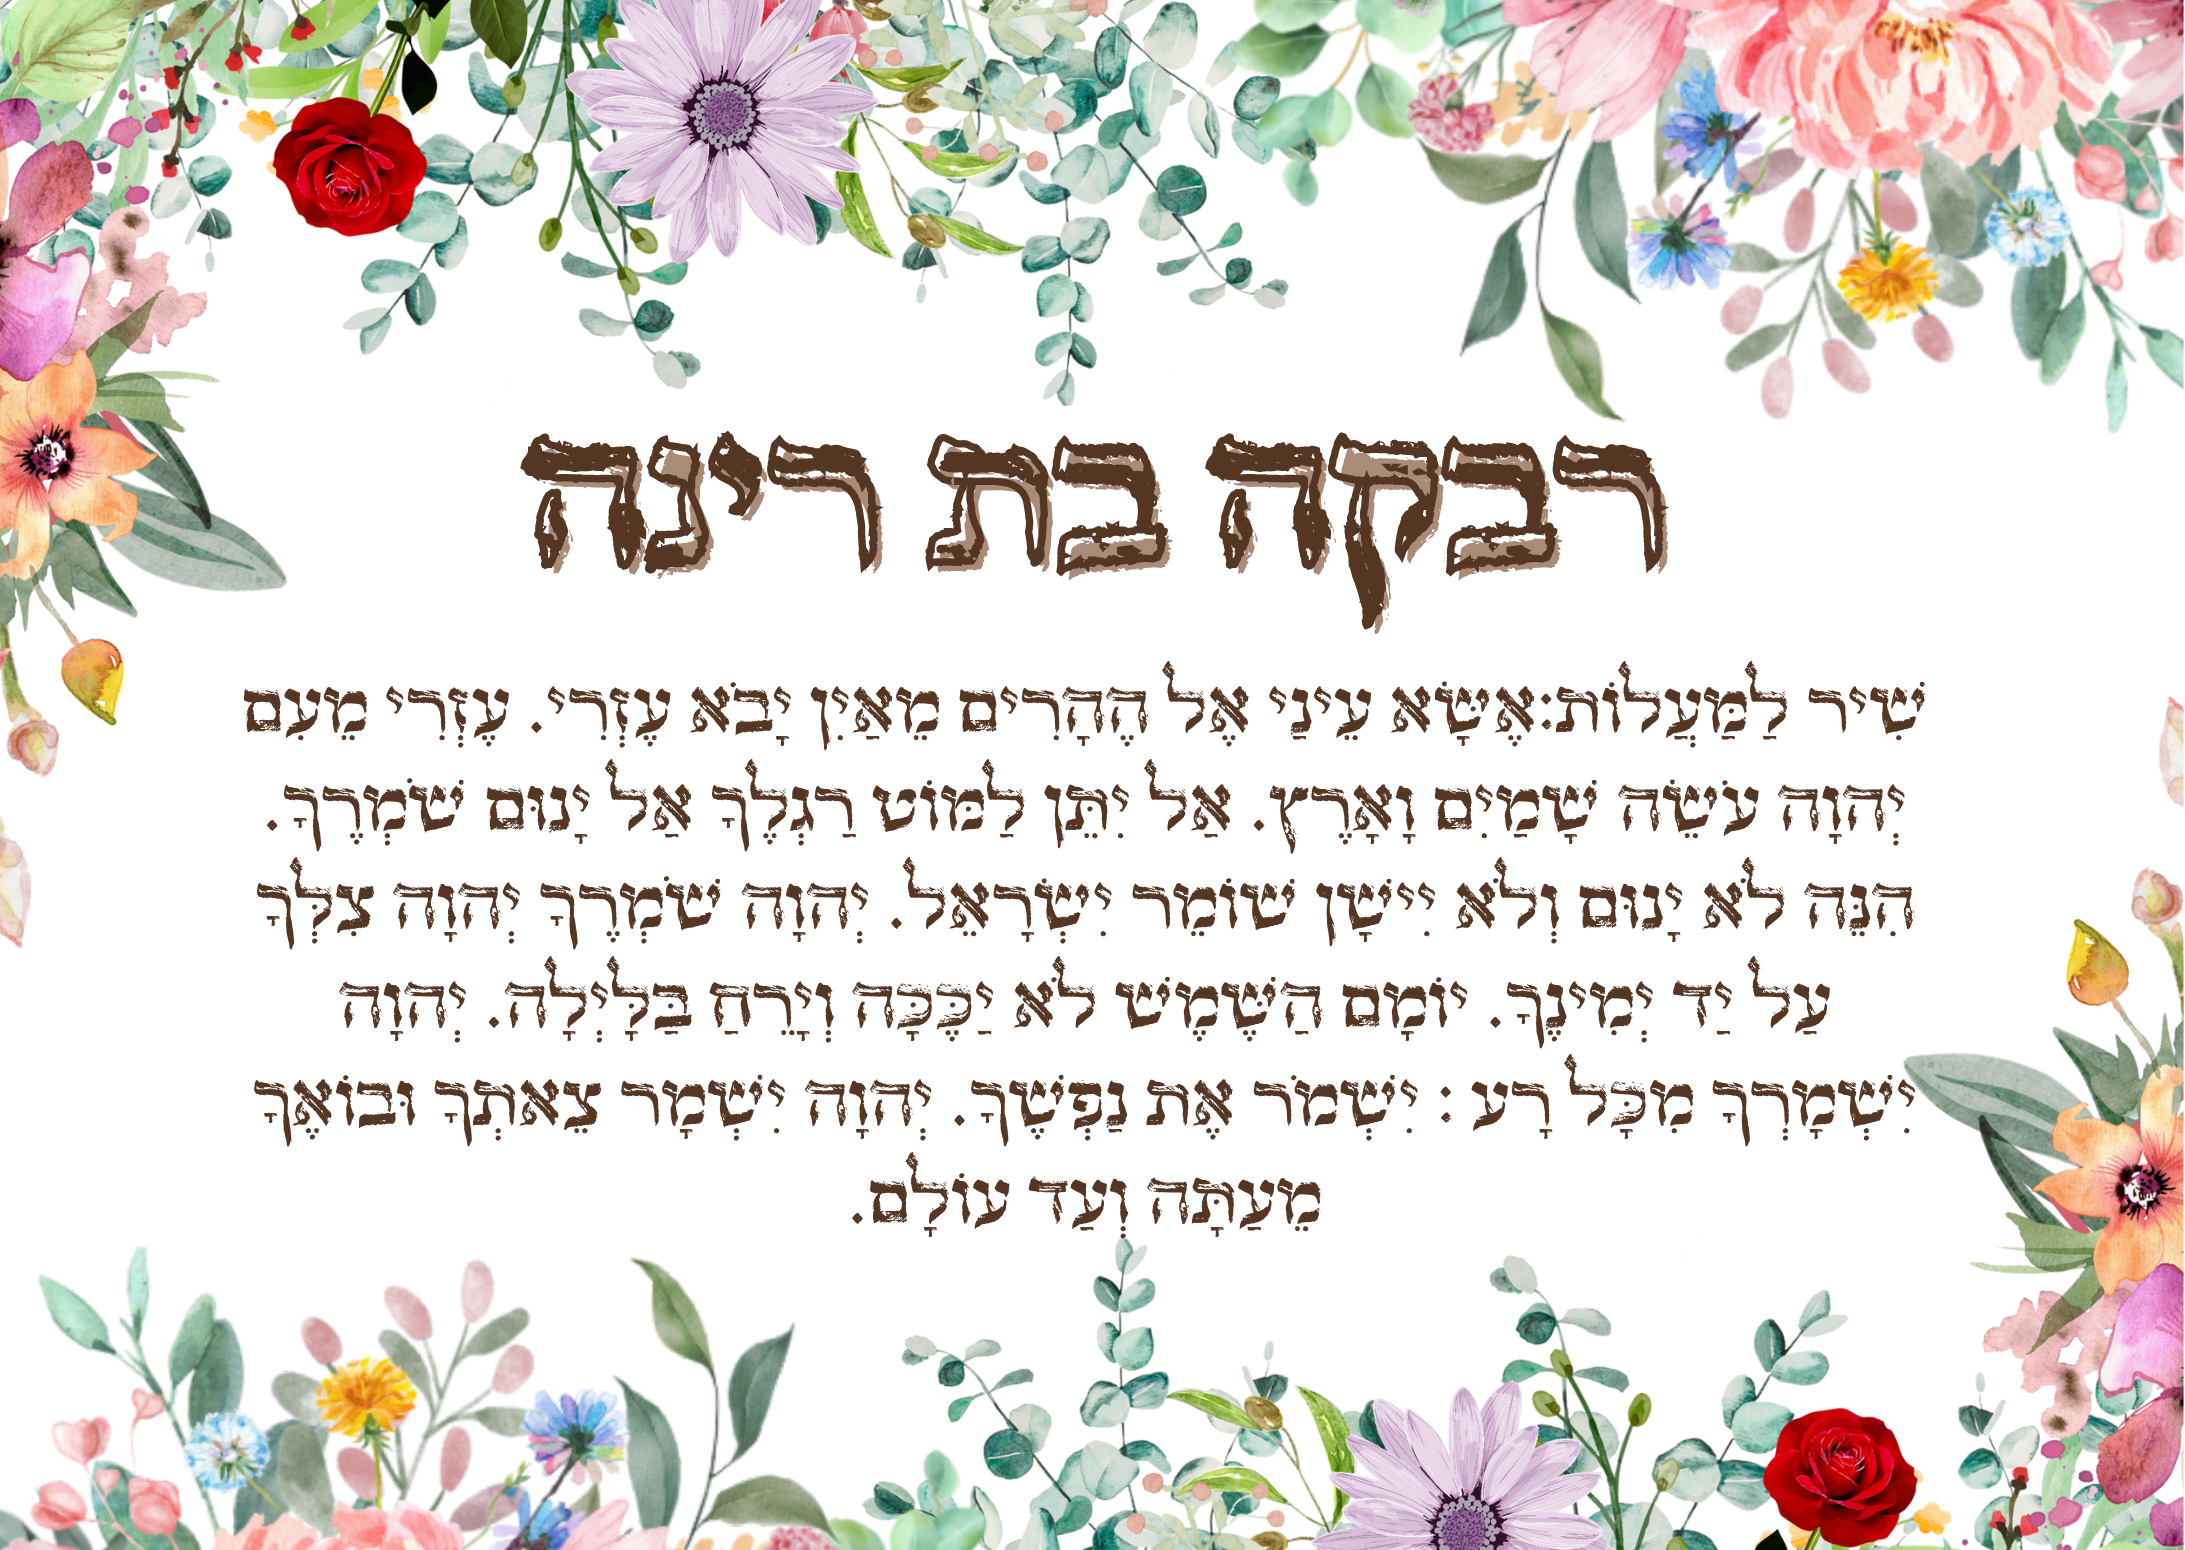 רבקה בת רינה
שִׁיר לַמַּעֲלוֹת:אֶשָּׂא עֵינַי אֶל הֶהָרִים מֵאַיִן יָבֹא עֶזְרִי. עֶזְרִי מֵעִם
יְהוָה עֹשֵׂה שָׁמַיִם וָאָרֶץ. אַל יִתֵּן לַמּוֹט רַגְלֶךָ אַל יָנוּם שֹׁמְרֶךָ.
הִנֵּה לֹא יָנוּם וְלֹא יִישָׁן שׁוֹמֵר יִשְׂרָאֵל. יְהוָה שֹׁמְרֶךָ יְהוָה צִלְּךָ
עַל יַד יְמִינֶךָ. יוֹמָם הַשֶּׁמֶשׁ לֹא יַכֶּכָּה וְיָרֵחַ בַּלָּיְלָה. יְהוָה
יִשְׁמָרְךָ מִכָּל רָע : יִשְׁמֹר אֶת נַפְשֶׁךָ. יְהוָה יִשְׁמָר צֵאתְךָ וּבוֹאֶךָ
מֵעַתָּה וְעַד עוֹלָם.